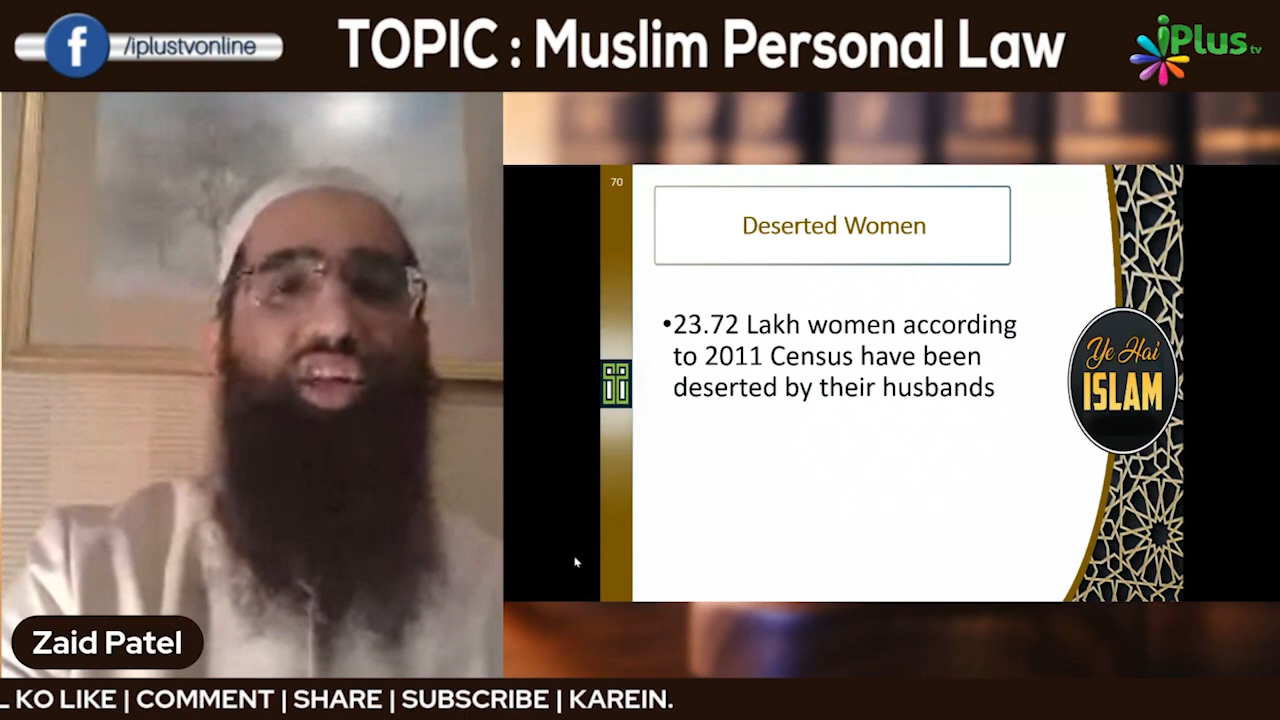 f /iplustvonline
TOPIC : Muslim Personal Law
iPlus tv
70
Deserted Women
•23.72 Lakh women according
to 2011 Census have been
deserted by their husbands
Ye Hai
ISLAM
Zaid Patel
L KO LIKE | COMMENT | SHARE | SUBSCRIBE | KAREIN.